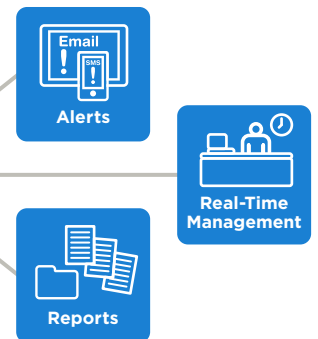 Email
SMS
Alerts
Real-Time
Management
Reports